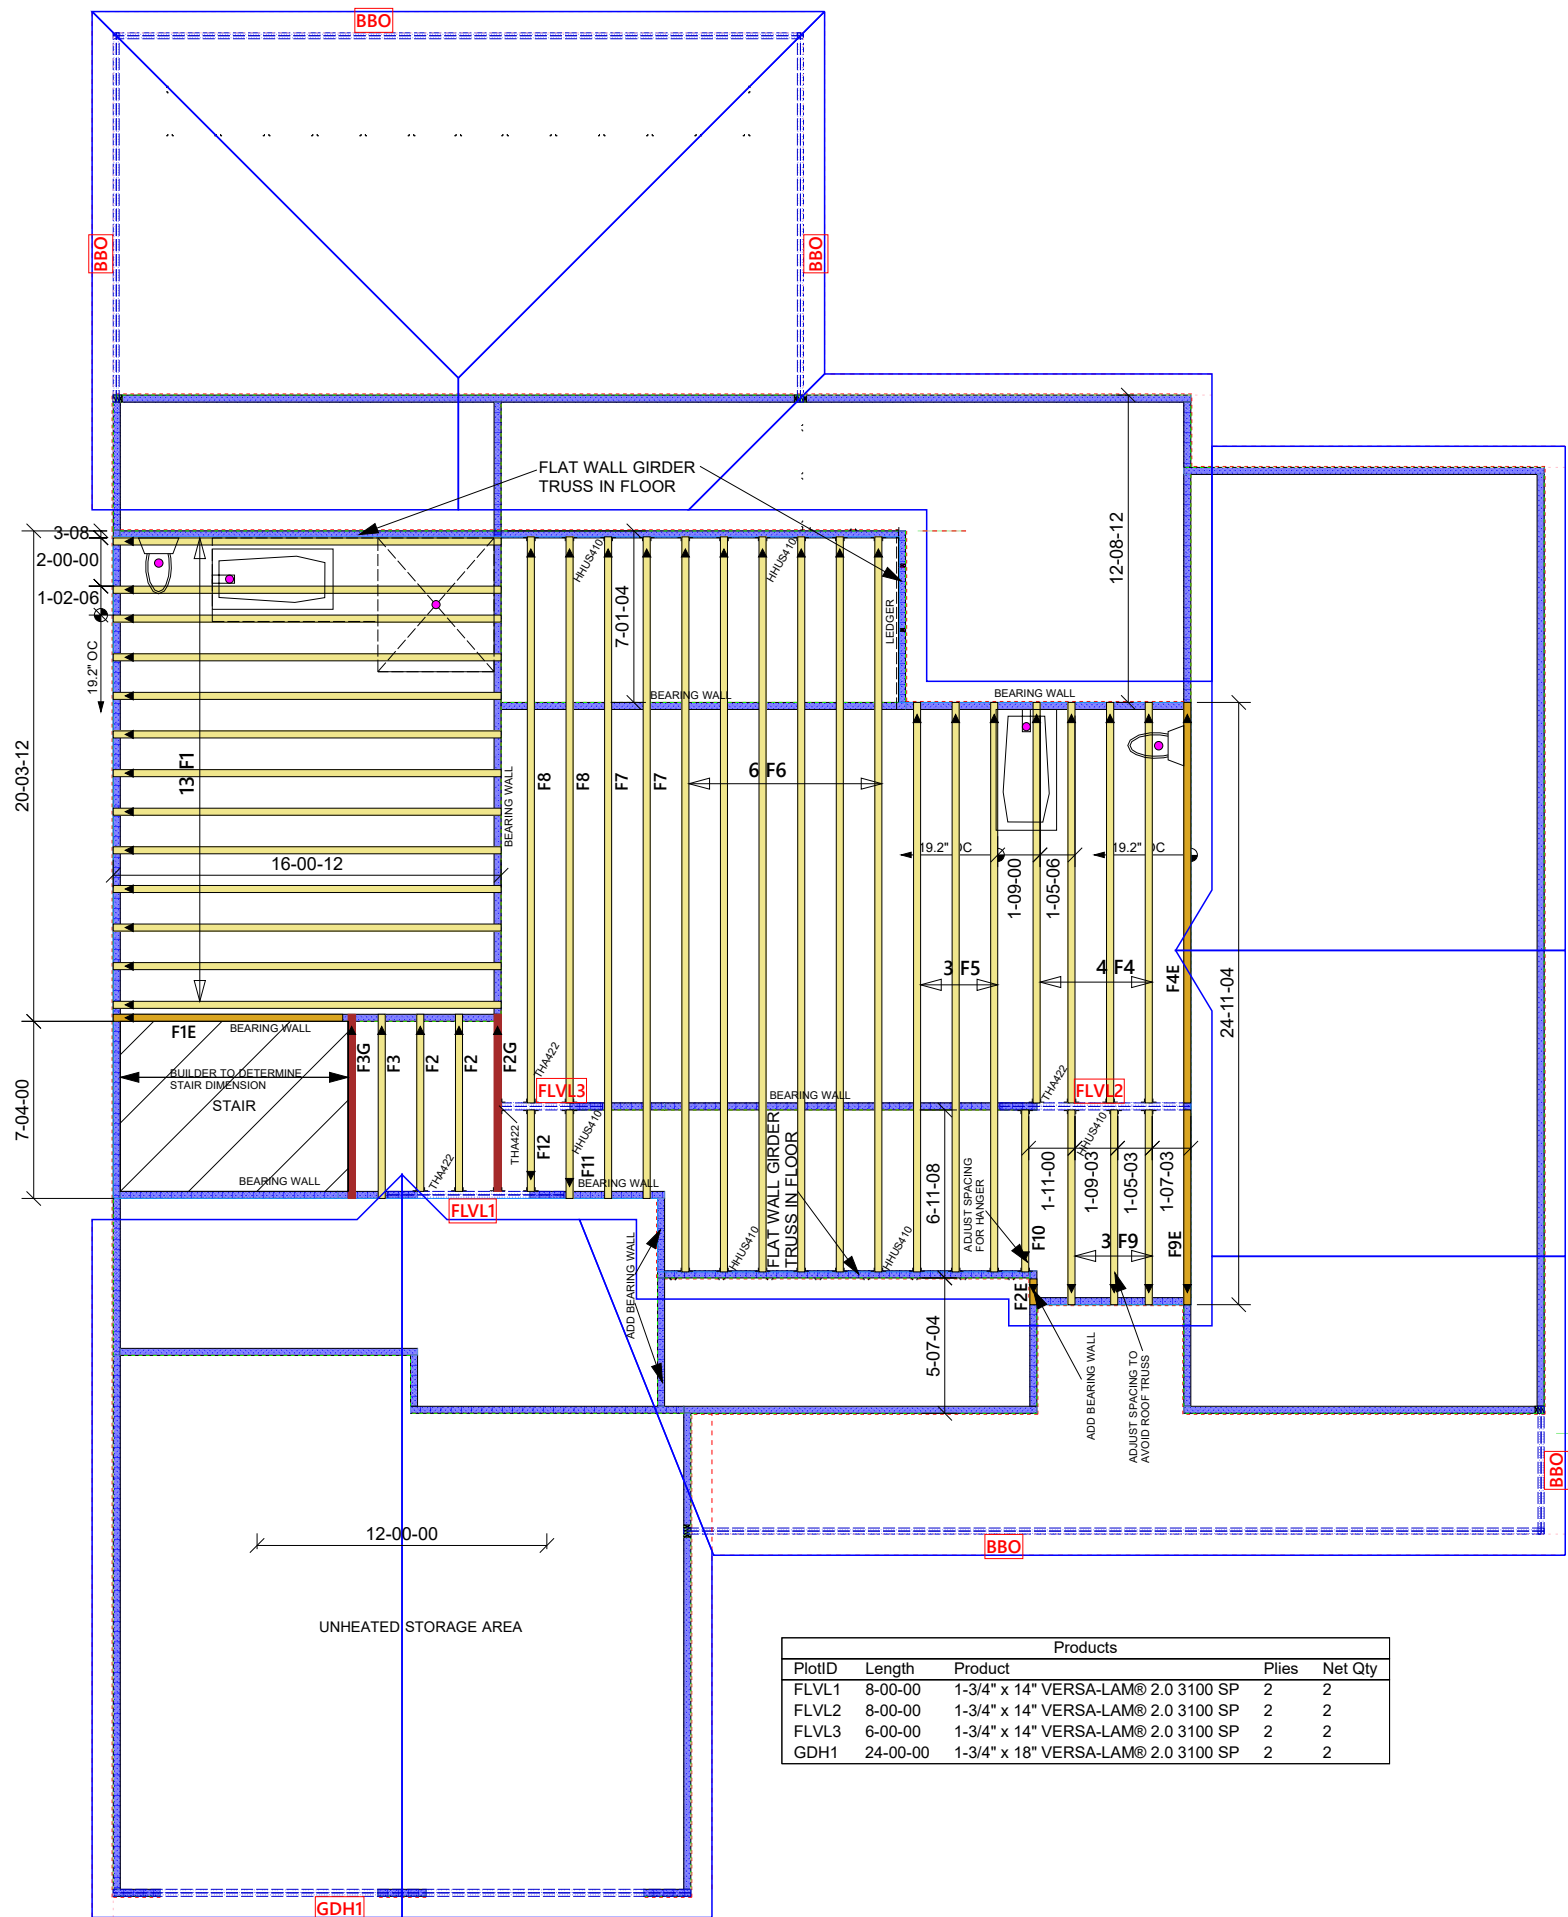 BBO
BBO
BBO
FLAT WALL GIRDER
TRUSS IN FLOOR
3-08
2-00-00
1-02-06
19.2" OC
HHUS410
HHUS410
7-01-04
LEDGER
12-08-12
BEARING WALL
BEARING WALL
20-03-12
13 F1
F8
F8
F7
F7
6 F6
BEARING WALL
16-00-12
19.2" OC
19.2" OC
1-09-00
1-05-06
3 F5
4 F4
F4E
24-11-04
F1E
BEARING WALL
F3G
F3
F2
F2
F2G
BUILDER TO DETERMINE
STAIR DIMENSION
STAIR
7-04-00
BEARING WALL
THA422
FLVL3
THA422
THA422
HHUS410
F12
F11
BEARING WALL
FLVL1
BEARING WALL
FLVL2
THA422
HHUS410
FLAT WALL GIRDER
TRUSS IN FLOOR
6-11-08
ADJUST SPACING
FOR HANGER
1-11-00
1-09-03
1-05-03
1-07-03
F10
3 F9
F9E
HHUS410
HHUS410
F2E
ADD BEARING WALL
5-07-04
ADD BEARING WALL
ADJUST SPACING TO
AVOID ROOF TRUSS
BBO
BBO
12-00-00
UNHEATED STORAGE AREA
GDH1
Products
PlotID Length Product Plies Net Qty
FLVL1 8-00-00 1-3/4" x 14" VERSA-LAM® 2.0 3100 SP 2 2
FLVL2 8-00-00 1-3/4" x 14" VERSA-LAM® 2.0 3100 SP 2 2
FLVL3 6-00-00 1-3/4" x 14" VERSA-LAM® 2.0 3100 SP 2 2
GDH1 24-00-00 1-3/4" x 18" VERSA-LAM® 2.0 3100 SP 2 2